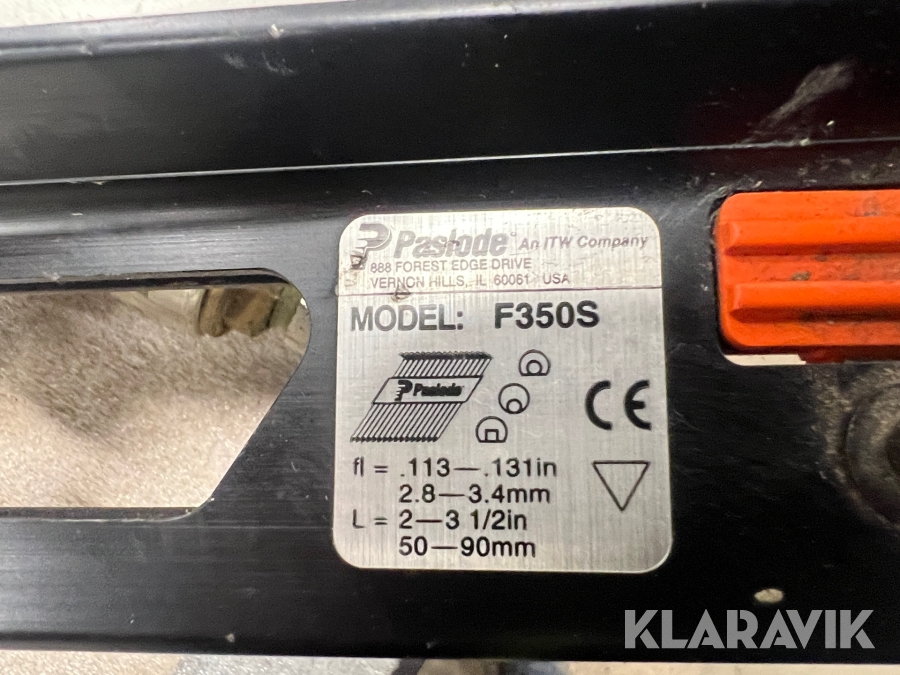 Paslode® An ITW Company
888 FOREST EDGE DRIVE
VERNON HILLS, IL 60061 USA
MODEL: F350S
Paslode
CE
fl = .113—.131in
2.8—3.4mm
L = 2—3 1/2in
50—90mm
KLARAVIK